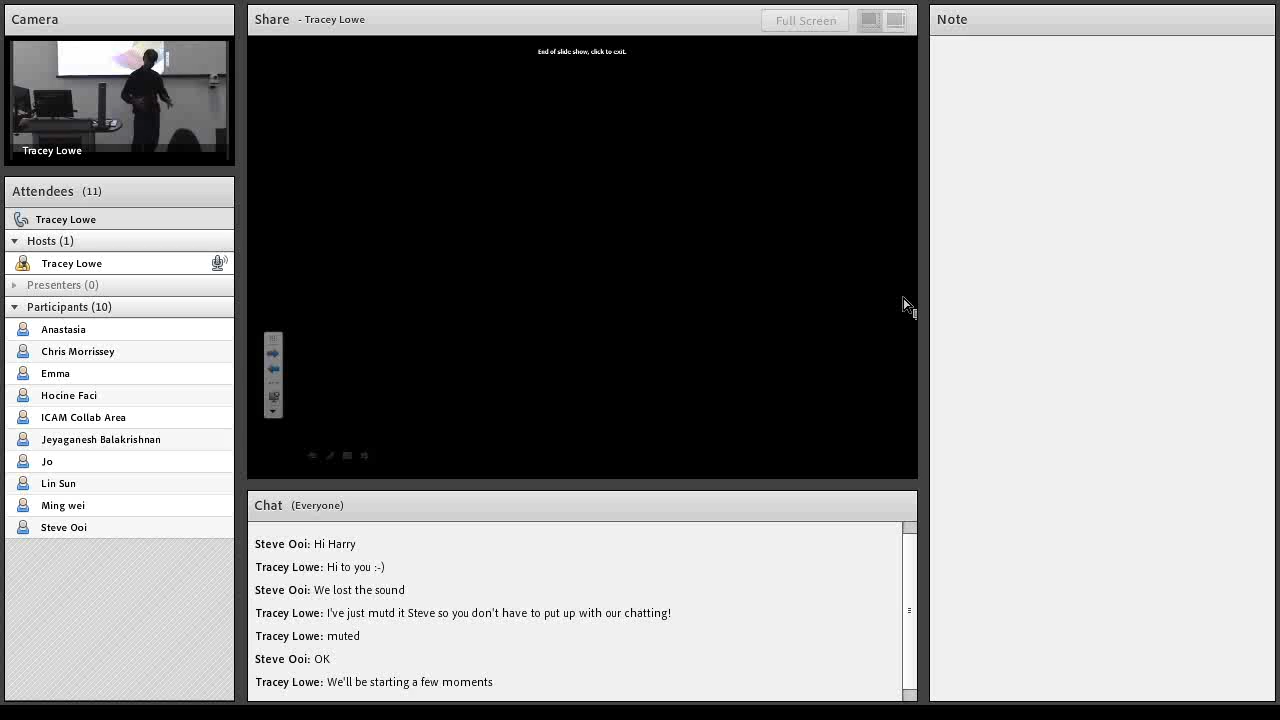 Camera
Tracey Lowe
Attendees (11)
Tracey Lowe
Hosts (1)
Tracey Lowe
Presenters (0)
Participants (10)
Anastasia
Chris Morrissey
Emma
Hocine Faci
ICAM Collab Area
Jeyaganesh Balakrishnan
Jo
Lin Sun
Ming wei
Steve Ooi
Share - Tracey Lowe
Full Screen
End of slide show, click to exit.
Chat (Everyone)
Steve Ooi: Hi Harry
Tracey Lowe: Hi to you :-)
Steve Ooi: We lost the sound
Tracey Lowe: I've just mutd it Steve so you don't have to put up with our chatting!
Tracey Lowe: muted
Steve Ooi: OK
Tracey Lowe: We'll be starting a few moments
Note